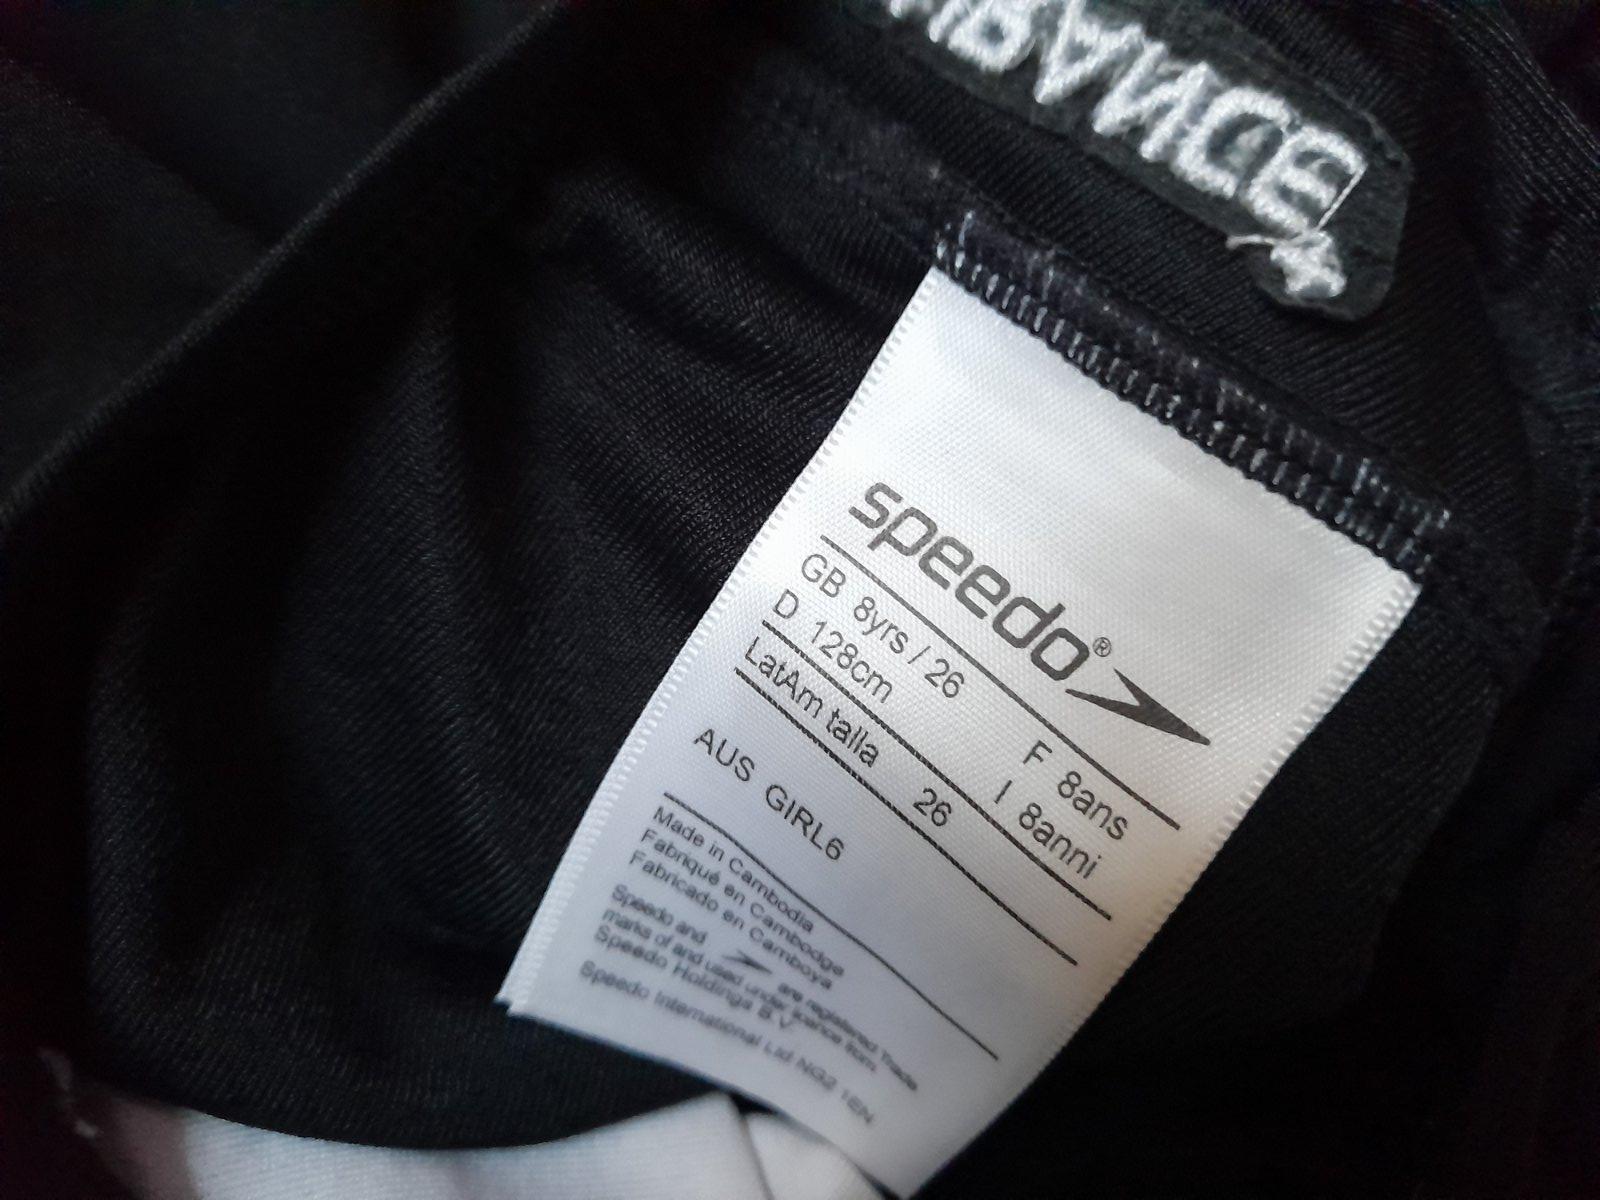 speedo®
GB 8yrs / 26 F 8ans
D 128cm I 8anni
LatAm talla 26
AUS GIRL6
Made in Cambodia
Fabriqué en Cambodge
Fabricado en Camboya
Speedo and are registered Trade
marks of and used under licence from
Speedo Holdings B.V
Speedo International Ltd NG2 1EN